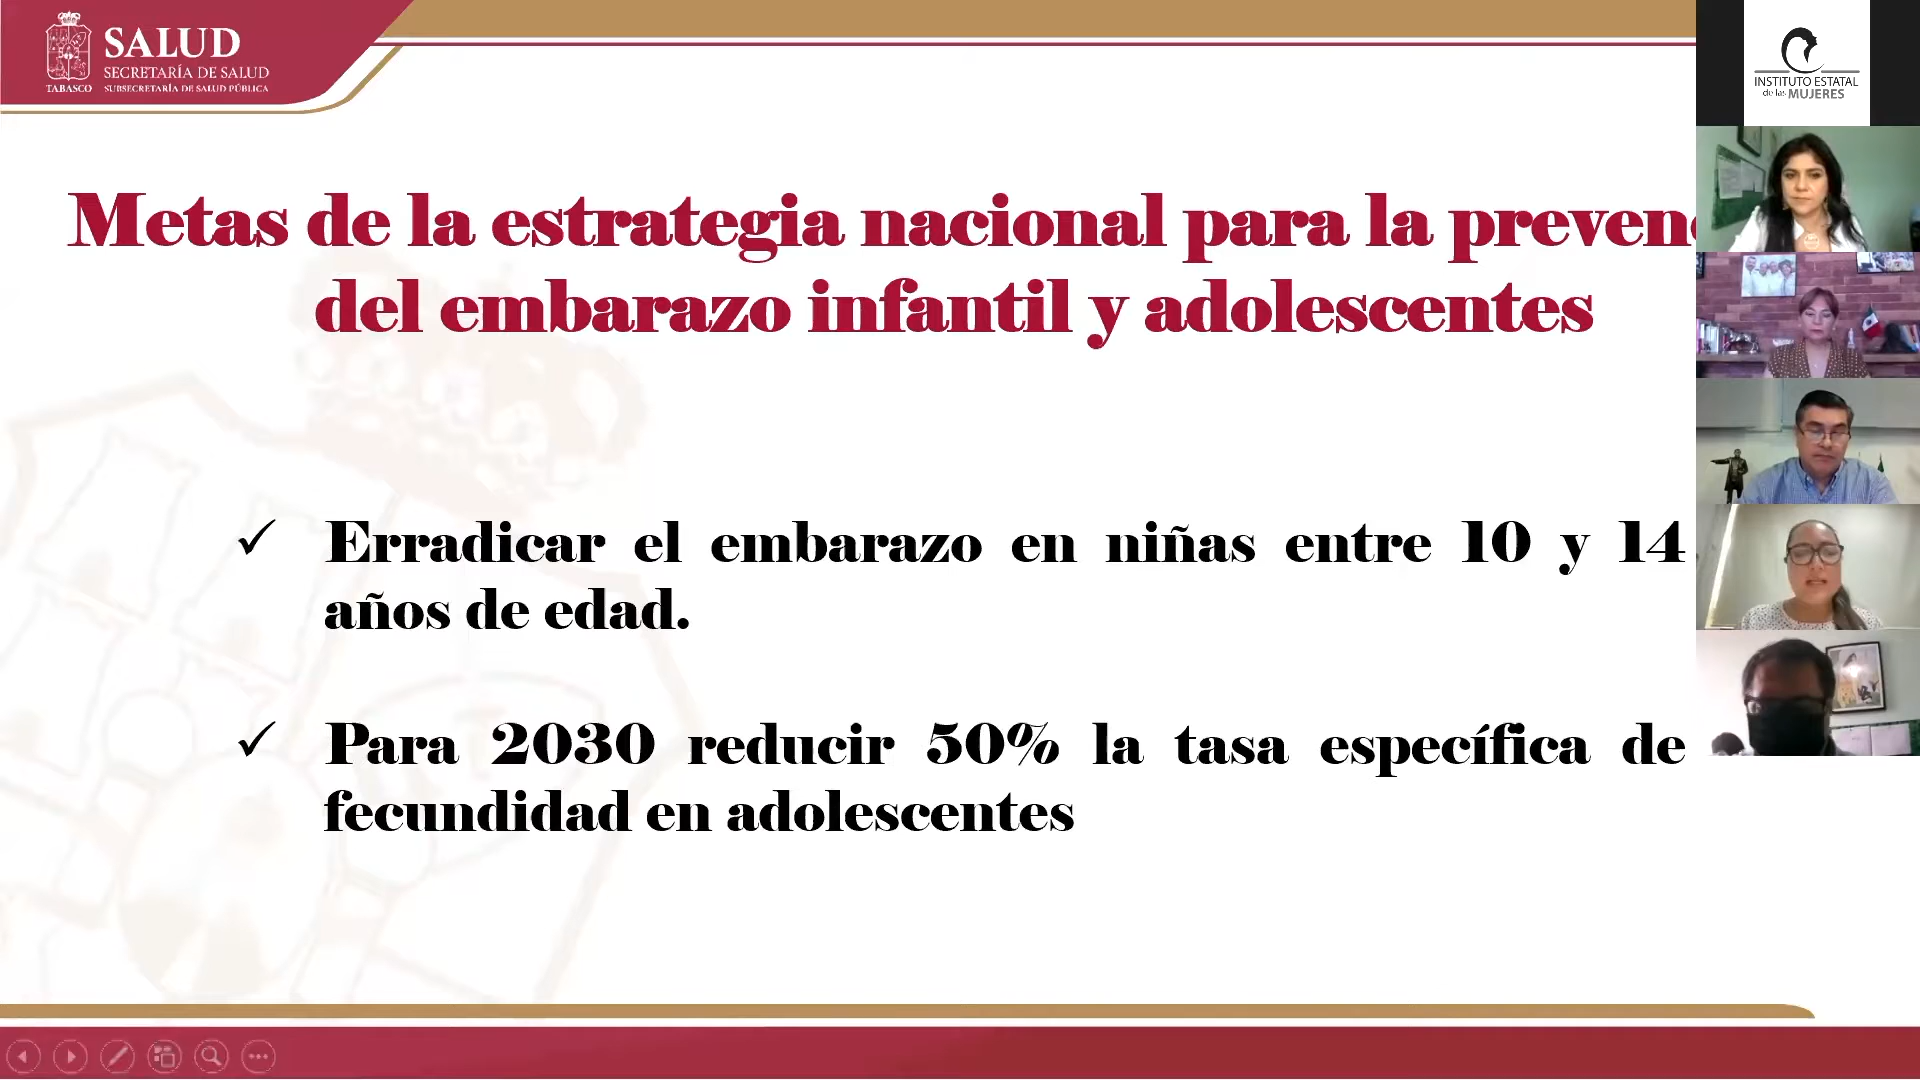 SALUD
SECRETARÍA DE SALUD
SUBSECRETARÍA DE SALUD PÚBLICA
TABASCO
INSTITUTO ESTATAL
de las MUJERES
Metas de la estrategia nacional para la preven
del embarazo infantil y adolescentes
✓ Erradicar el embarazo en niñas entre 10 y 14
años de edad.
✓ Para 2030 reducir 50% la tasa específica de
fecundidad en adolescentes